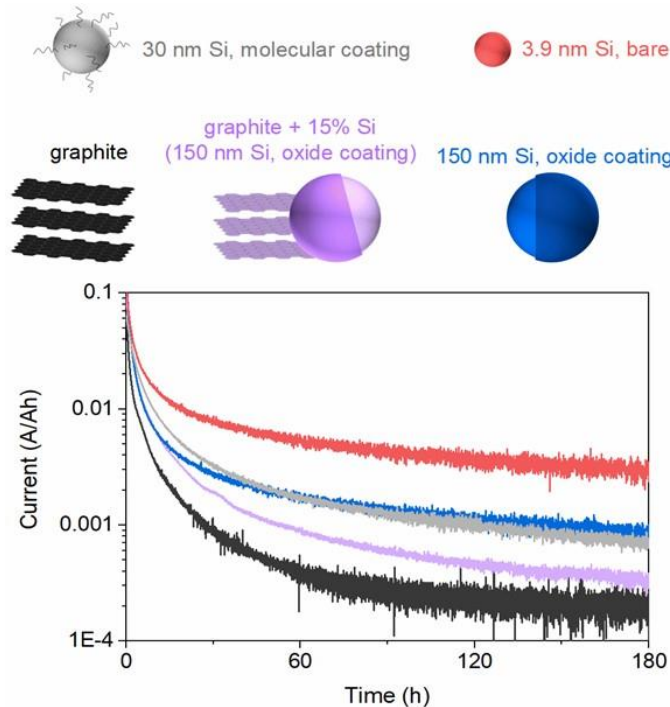 30 nm Si, molecular coating
3.9 nm Si, bare
graphite + 15% Si
graphite
(150 nm Si, oxide coating)
150 nm Si, oxide coating
0.1
0.01
0.001
1E-4
Current (A/Ah)
0
60
120
180
Time (h)